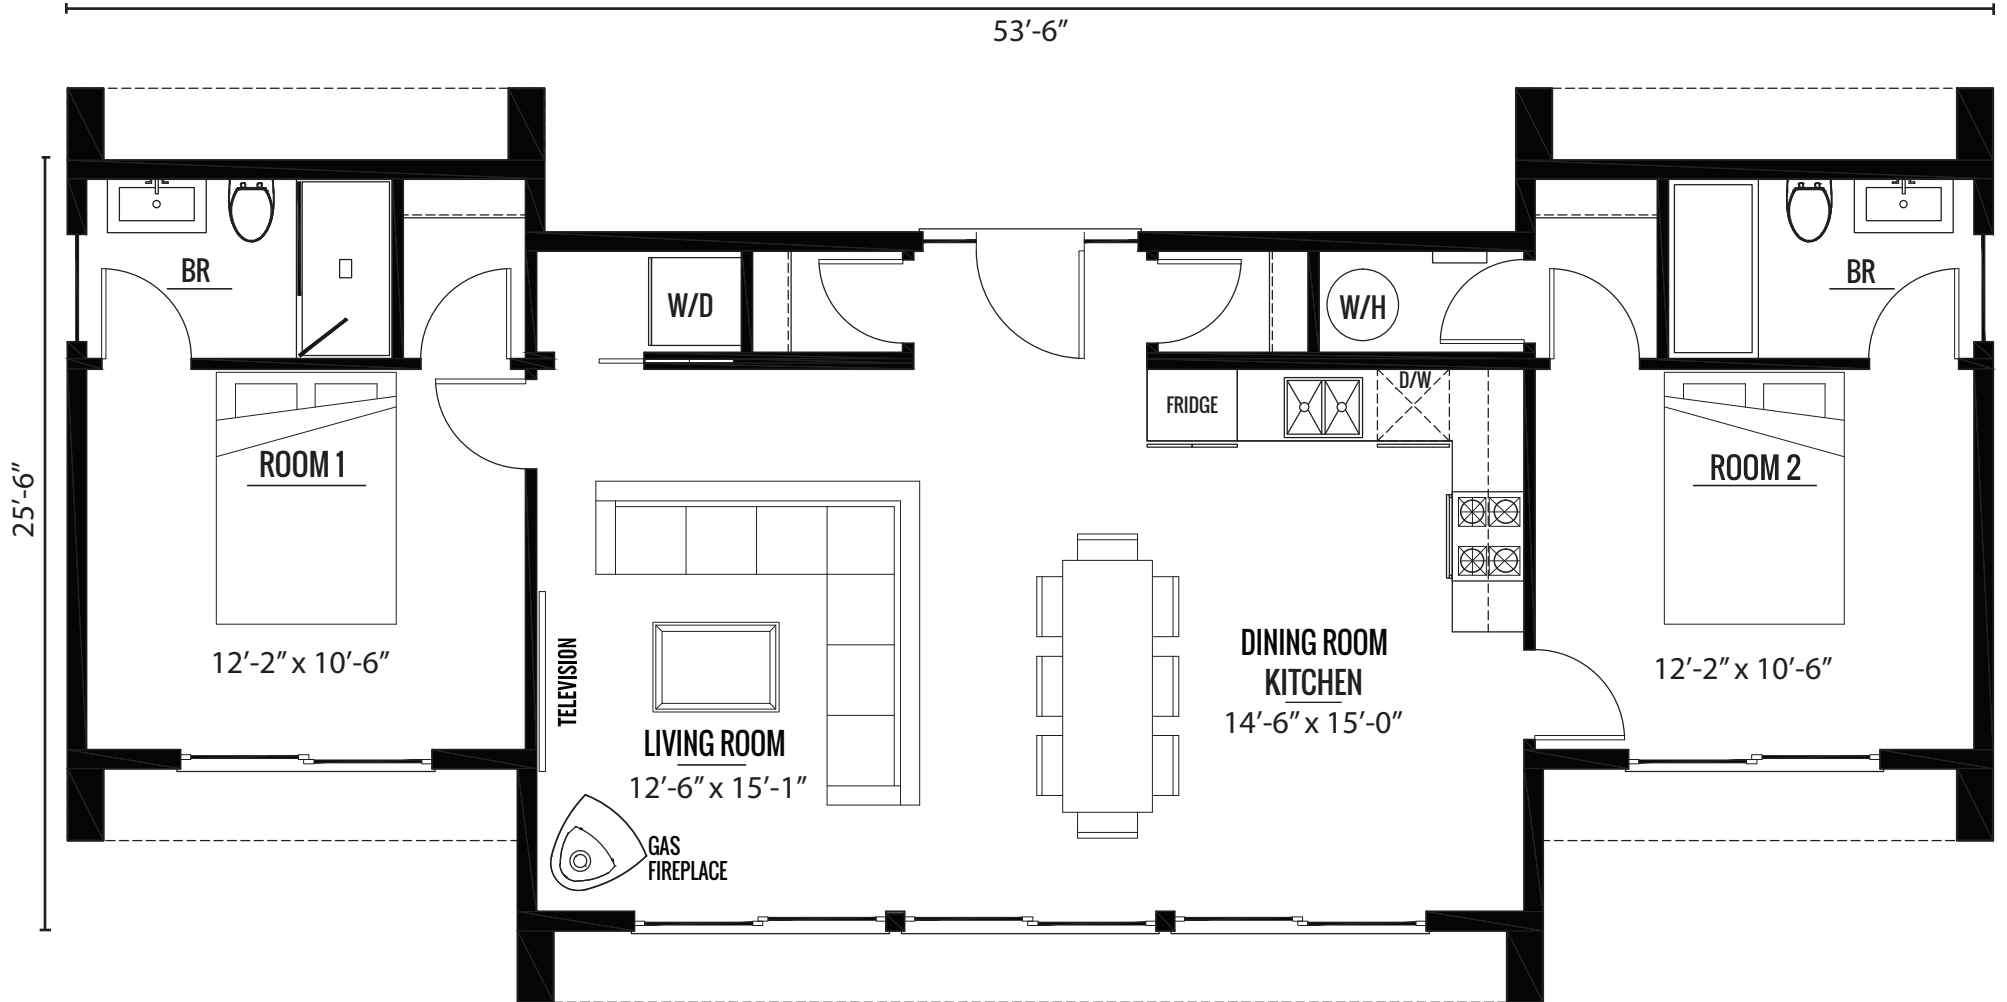 53’-6”
BR
W/D
W/H
BR
D/W
FRIDGE
25’-6”
ROOM 1
ROOM 2
12’-2” x 10’-6”
TELEVISION
DINING ROOM
KITCHEN
14’-6” x 15’-0”
12’-2” x 10’-6”
LIVING ROOM
12’-6” x 15’-1”
GAS
FIREPLACE